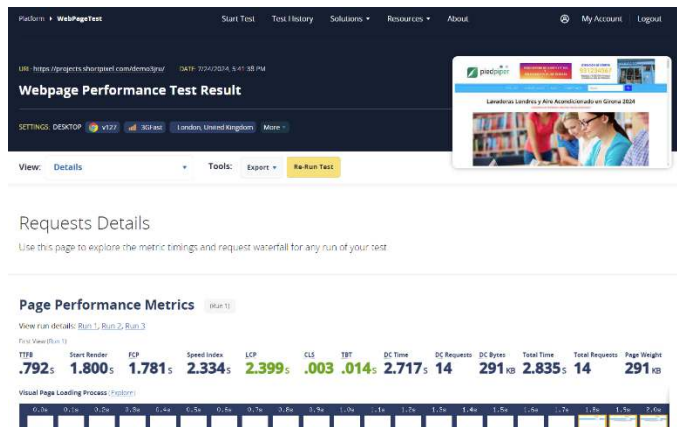 Platform ▸ WebPageTest
Start Test Test History Solutions ▾ Resources ▾ About
My Account Logout
URL: https://projects.shortpixel.com/demo3jru/ DATE: 7/24/2024, 5:41:38 PM
Webpage Performance Test Result
SETTINGS: DESKTOP v127 3GFast London, United Kingdom More
piedpiper
Lavadoras Londres y Aire Acondicionado en Girona 2024
View: Details Tools: Export Re-Run Test
Requests Details
Use this page to explore the metric timings and request waterfall for any run of your test
Page Performance Metrics (Run 1)
View run details: Run 1, Run 2, Run 3
First View (Run 1)
TTFB Start Render FCP Speed Index LCP CLS TBT DC Time DC Requests DC Bytes Total Time Total Requests Page Weight
.792s 1.800s 1.781s 2.334s 2.399s .003 .014s 2.717s 14 291 KB 2.835s 14 291 KB
Visual Page Loading Process (Explore)
0.0s 0.1s 0.2s 0.3s 0.4s 0.5s 0.6s 0.7s 0.8s 0.9s 1.0s 1.1s 1.2s 1.3s 1.4s 1.5s 1.6s 1.7s 1.8s 1.9s 2.0s